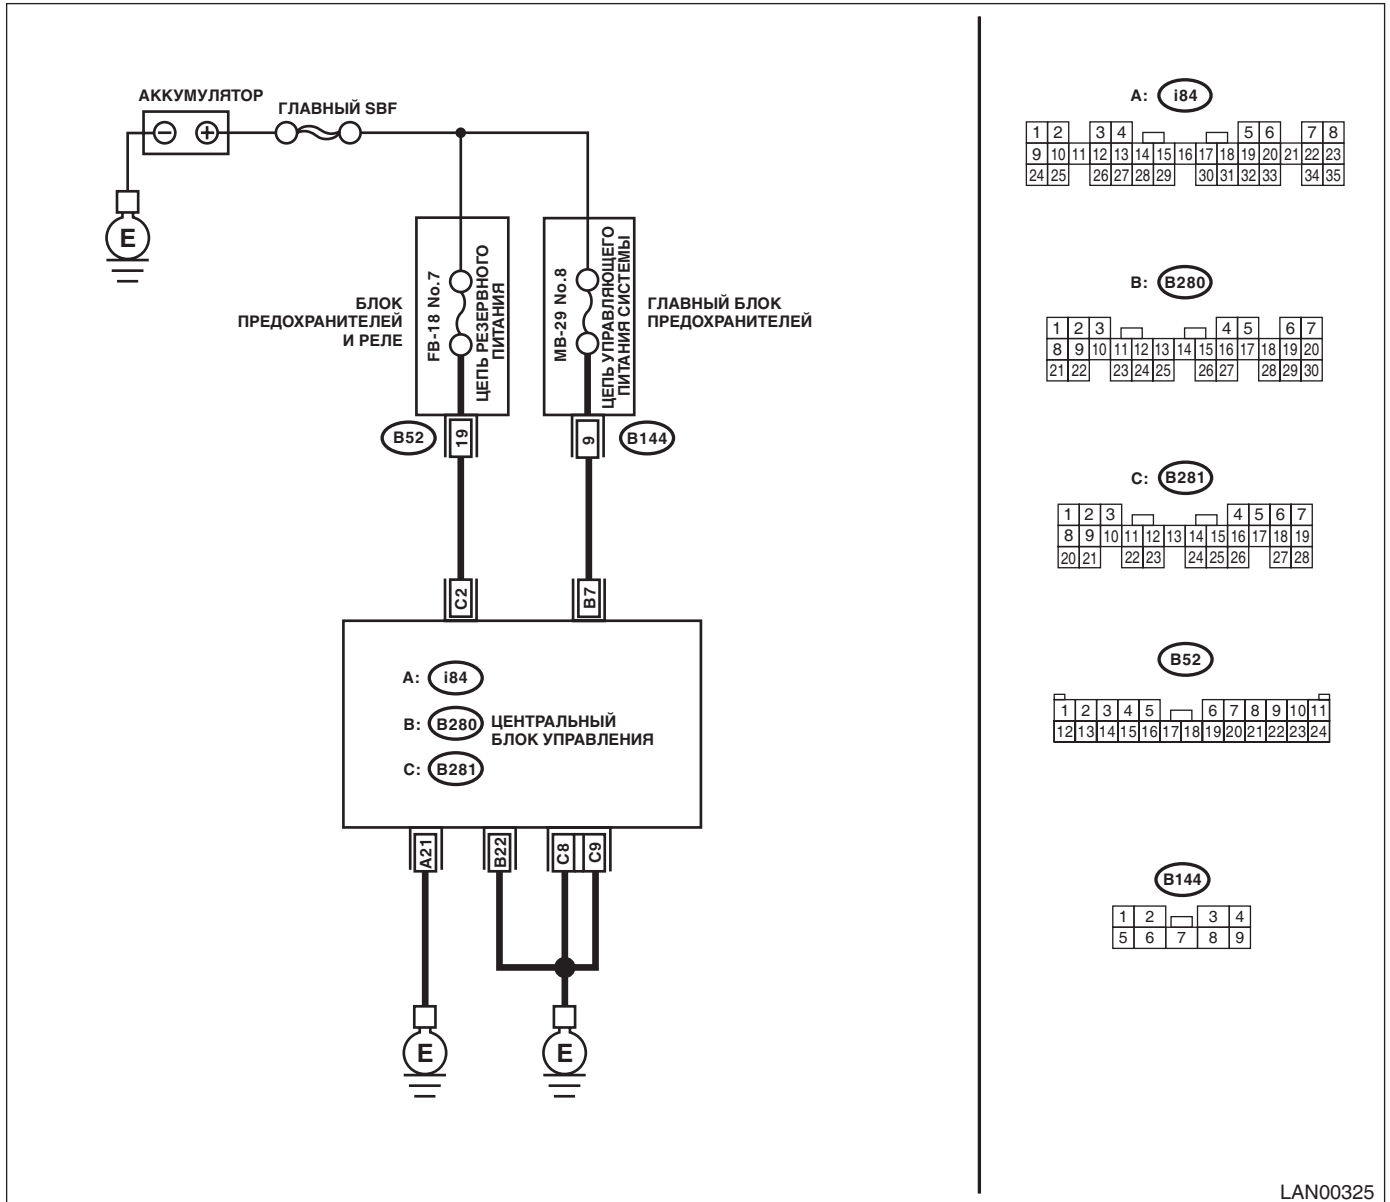 АККУМУЛЯТОР
ГЛАВНЫЙ SBF
E
БЛОК
ПРЕДОХРАНИТЕЛЕЙ
И РЕЛЕ
FB-18 No.7
ЦЕПЬ РЕЗЕРВНОГО
ПИТАНИЯ
MB-29 No.8
ЦЕПЬ УПРАВЛЯЮЩЕГО
ПИТАНИЯ СИСТЕМЫ
ГЛАВНЫЙ БЛОК
ПРЕДОХРАНИТЕЛЕЙ
B52 19 9 B144
C2 B7
A: i84
B: B280
C: B281
ЦЕНТРАЛЬНЫЙ
БЛОК УПРАВЛЕНИЯ
A21 B22 C8 C9
E E
A: i84
1 2 3 4 5 6 7 8
9 10 11 12 13 14 15 16 17 18 19 20 21 22 23
24 25 26 27 28 29 30 31 32 33 34 35
B: B280
1 2 3 4 5 6 7
8 9 10 11 12 13 14 15 16 17 18 19 20
21 22 23 24 25 26 27 28 29 30
C: B281
1 2 3 4 5 6 7
8 9 10 11 12 13 14 15 16 17 18 19
20 21 22 23 24 25 26 27 28
B52
1 2 3 4 5 6 7 8 9 10 11
12 13 14 15 16 17 18 19 20 21 22 23 24
B144
1 2 3 4
5 6 7 8 9
LAN00325